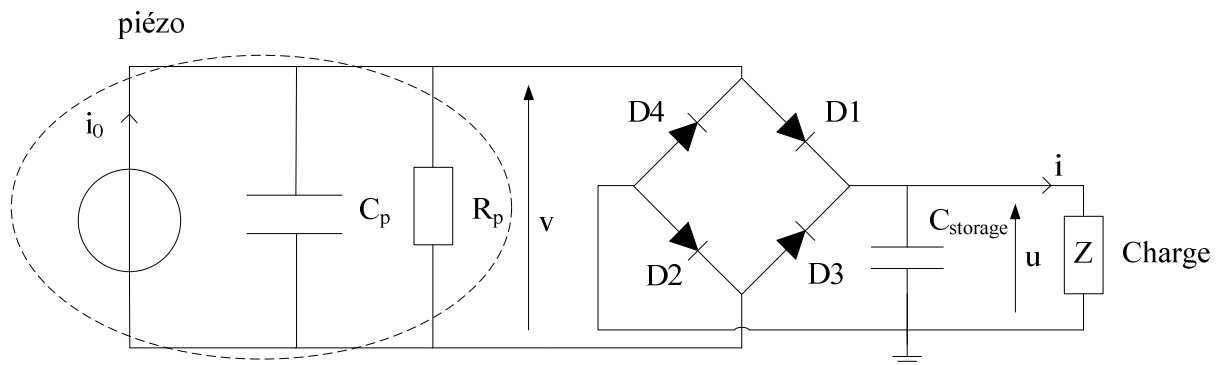 piézo
i0
Cp
Rp
v
D4
D1
D2
D3
Cstorage
i
u
Z
Charge